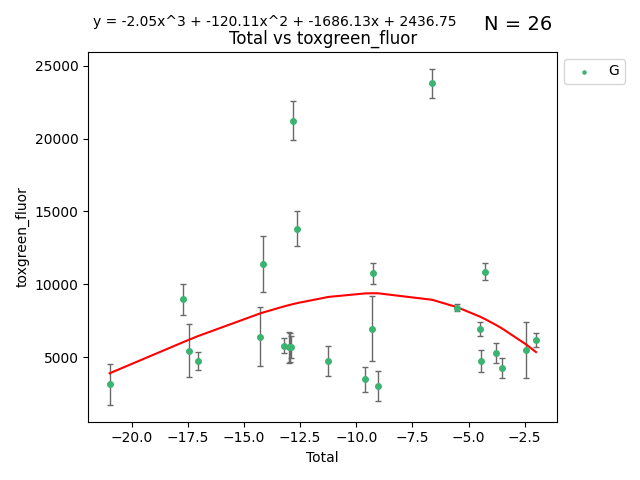 y = -2.05x^3 + -120.11x^2 + -1686.13x + 2436.75
N = 26
Total vs toxgreen_fluor
G
25000
20000
15000
10000
5000
toxgreen_fluor
−20.0 −17.5 −15.0 −12.5 −10.0 −7.5 −5.0 −2.5
Total